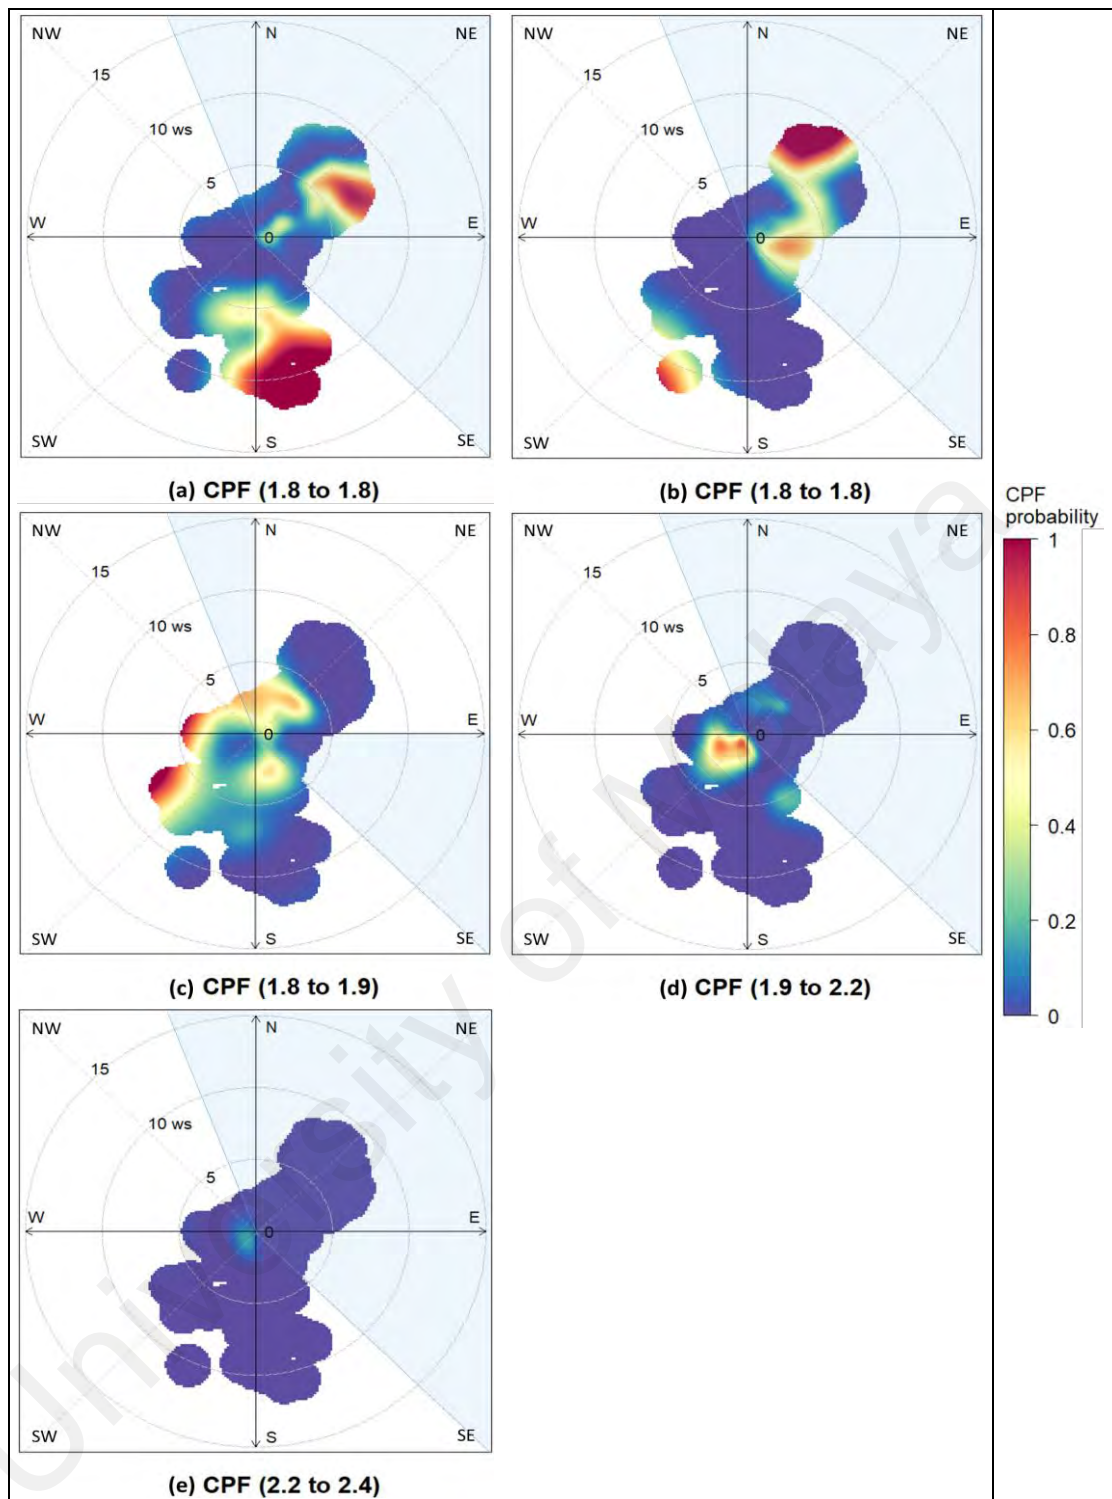 NW N NE
15
10 ws
5
W 0 E
SW S SE
(a) CPF (1.8 to 1.8)
NW N NE
15
10 ws
5
W 0 E
SW S SE
(b) CPF (1.8 to 1.8)
NW N NE
15
10 ws
5
W 0 E
SW S SE
(c) CPF (1.8 to 1.9)
NW N NE
15
10 ws
5
W 0 E
SW S SE
(d) CPF (1.9 to 2.2)
NW N NE
15
10 ws
5
W 0 E
SW S SE
(e) CPF (2.2 to 2.4)
CPF
probability
1
0.8
0.6
0.4
0.2
0
University of Malaya